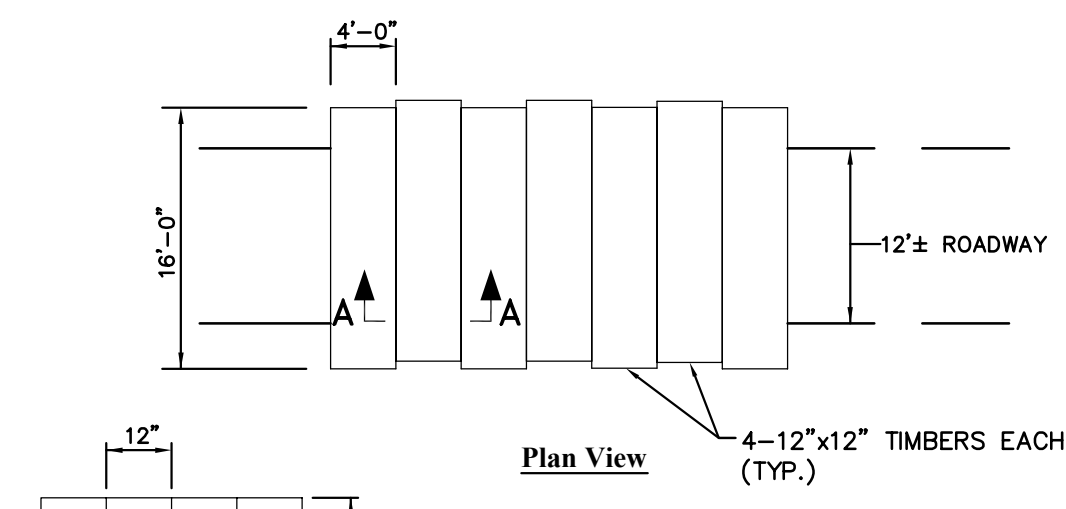 4'-0"
16'-0"
A A
12'± ROADWAY
4-12"x12" TIMBERS EACH
(TYP.)
Plan View
12"